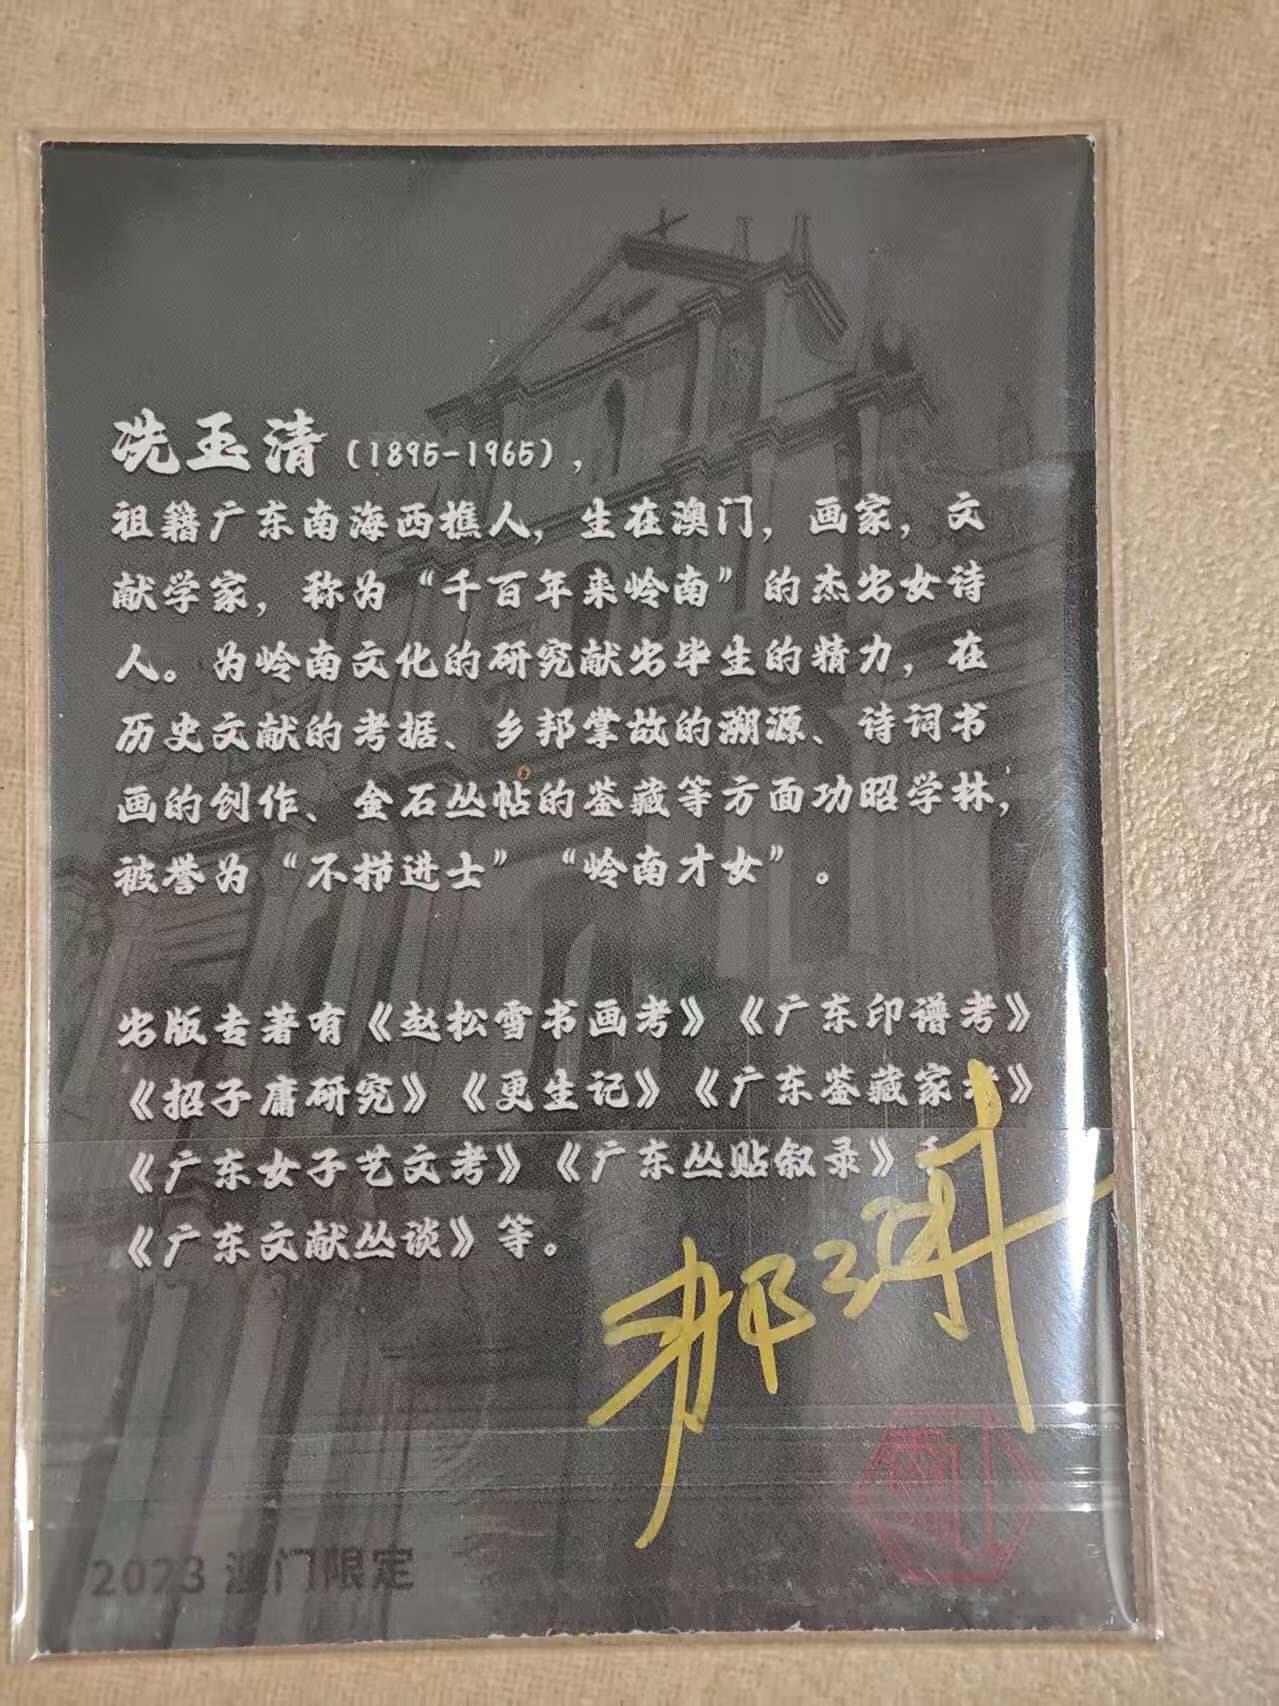 冼玉清（1895-1965），
祖籍广东南海西樵人，生在澳门，画家，文
献学家，称为“千百年来岭南”的杰出女诗
人。为岭南文化的研究献出毕生的精力，在
历史文献的考据、乡邦掌故的溯源、诗词书
画的创作、金石丛帖的鉴藏等方面功昭学林，
被誉为“不栉进士”“岭南才女”。
出版专著有《赵松雪书画考》《广东印谱考》
《招子庸研究》《更生记》《广东鉴藏家考》
《广东女子艺文考》《广东丛贴叙录》
《广东文献丛谈》等。
2023 澳门限定